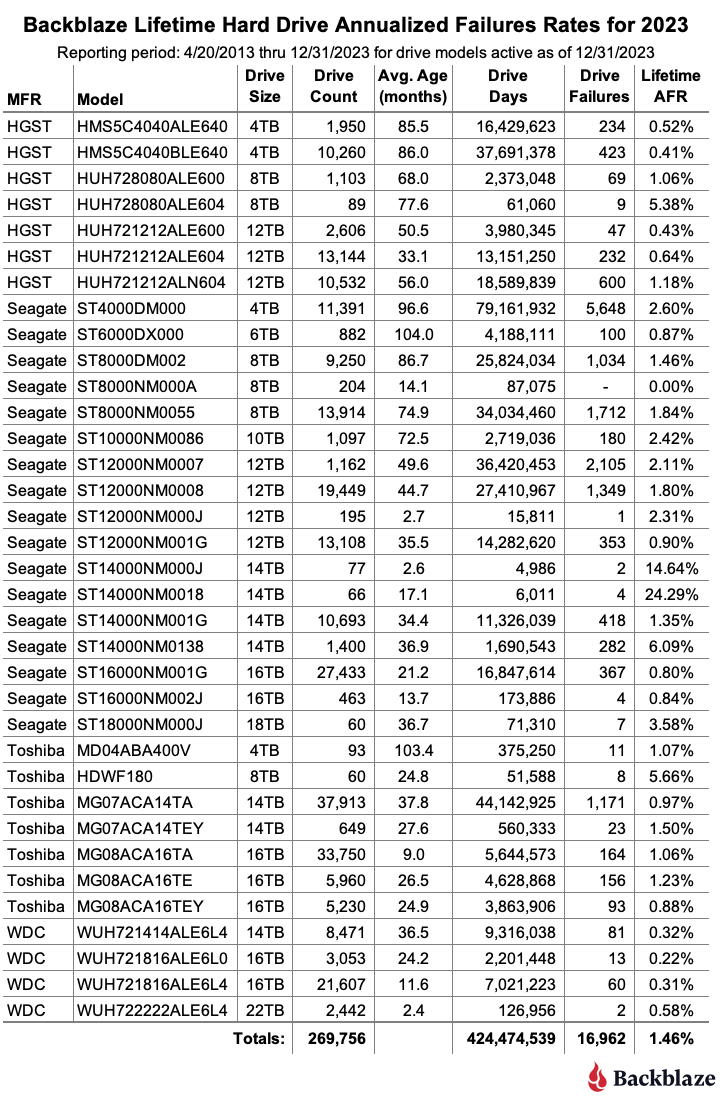 Backblaze Lifetime Hard Drive Annualized Failures Rates for 2023
Reporting period: 4/20/2013 thru 12/31/2023 for drive models active as of 12/31/2023
MFR Model Drive Size Drive Count Avg. Age (months) Drive Days Drive Failures Lifetime AFR
HGST HMS5C4040ALE640 4TB 1,950 85.5 16,429,623 234 0.52%
HGST HMS5C4040BLE640 4TB 10,260 86.0 37,691,378 423 0.41%
HGST HUH728080ALE600 8TB 1,103 68.0 2,373,048 69 1.06%
HGST HUH728080ALE604 8TB 89 77.6 61,060 9 5.38%
HGST HUH721212ALE600 12TB 2,606 50.5 3,980,345 47 0.43%
HGST HUH721212ALE604 12TB 13,144 33.1 13,151,250 232 0.64%
HGST HUH721212ALN604 12TB 10,532 56.0 18,589,839 600 1.18%
Seagate ST4000DM000 4TB 11,391 96.6 79,161,932 5,648 2.60%
Seagate ST6000DX000 6TB 882 104.0 4,188,111 100 0.87%
Seagate ST8000DM002 8TB 9,250 86.7 25,824,034 1,034 1.46%
Seagate ST8000NM000A 8TB 204 14.1 87,075 - 0.00%
Seagate ST8000NM0055 8TB 13,914 74.9 34,034,460 1,712 1.84%
Seagate ST10000NM0086 10TB 1,097 72.5 2,719,036 180 2.42%
Seagate ST12000NM0007 12TB 1,162 49.6 36,420,453 2,105 2.11%
Seagate ST12000NM0008 12TB 19,449 44.7 27,410,967 1,349 1.80%
Seagate ST12000NM000J 12TB 195 2.7 15,811 1 2.31%
Seagate ST12000NM001G 12TB 13,108 35.5 14,282,620 353 0.90%
Seagate ST14000NM000J 14TB 77 2.6 4,986 2 14.64%
Seagate ST14000NM0018 14TB 66 17.1 6,011 4 24.29%
Seagate ST14000NM001G 14TB 10,693 34.4 11,326,039 418 1.35%
Seagate ST14000NM0138 14TB 1,400 36.9 1,690,543 282 6.09%
Seagate ST16000NM001G 16TB 27,433 21.2 16,847,614 367 0.80%
Seagate ST16000NM002J 16TB 463 13.7 173,886 4 0.84%
Seagate ST18000NM000J 18TB 60 36.7 71,310 7 3.58%
Toshiba MD04ABA400V 4TB 93 103.4 375,250 11 1.07%
Toshiba HDWF180 8TB 60 24.8 51,588 8 5.66%
Toshiba MG07ACA14TA 14TB 37,913 37.8 44,142,925 1,171 0.97%
Toshiba MG07ACA14TEY 14TB 649 27.6 560,333 23 1.50%
Toshiba MG08ACA16TA 16TB 33,750 9.0 5,644,573 164 1.06%
Toshiba MG08ACA16TE 16TB 5,960 26.5 4,628,868 156 1.23%
Toshiba MG08ACA16TEY 16TB 5,230 24.9 3,863,906 93 0.88%
WDC WUH721414ALE6L4 14TB 8,471 36.5 9,316,038 81 0.32%
WDC WUH721816ALE6L0 16TB 3,053 24.2 2,201,448 13 0.22%
WDC WUH721816ALE6L4 16TB 21,607 11.6 7,021,223 60 0.31%
WDC WUH722222ALE6L4 22TB 2,442 2.4 126,956 2 0.58%
Totals: 269,756 424,474,539 16,962 1.46%
Backblaze